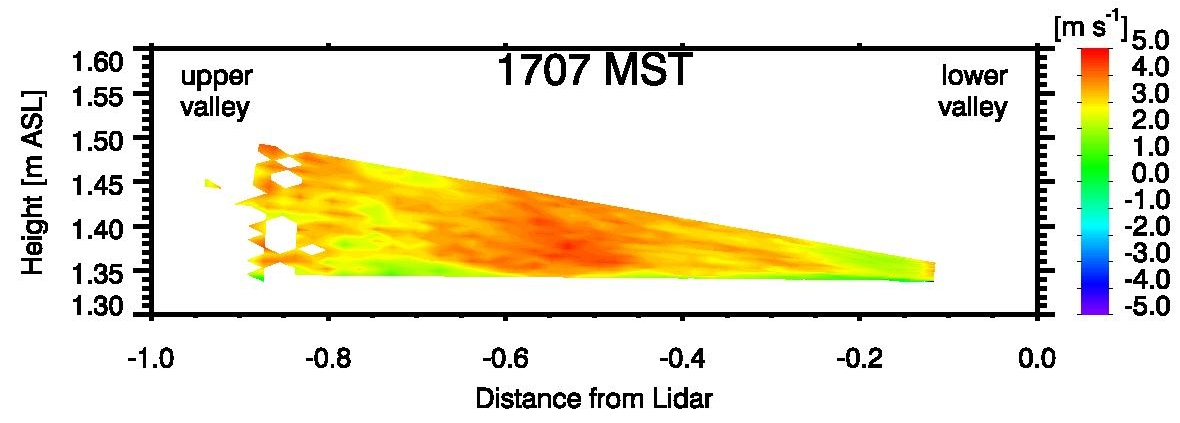 [m s⁻¹]
1707 MST
upper
valley
lower
valley
Height [m ASL]
1.60
1.55
1.50
1.45
1.40
1.35
1.30
-1.0 -0.8 -0.6 -0.4 -0.2 0.0
Distance from Lidar
5.0
4.0
3.0
2.0
1.0
0.0
-1.0
-2.0
-3.0
-4.0
-5.0